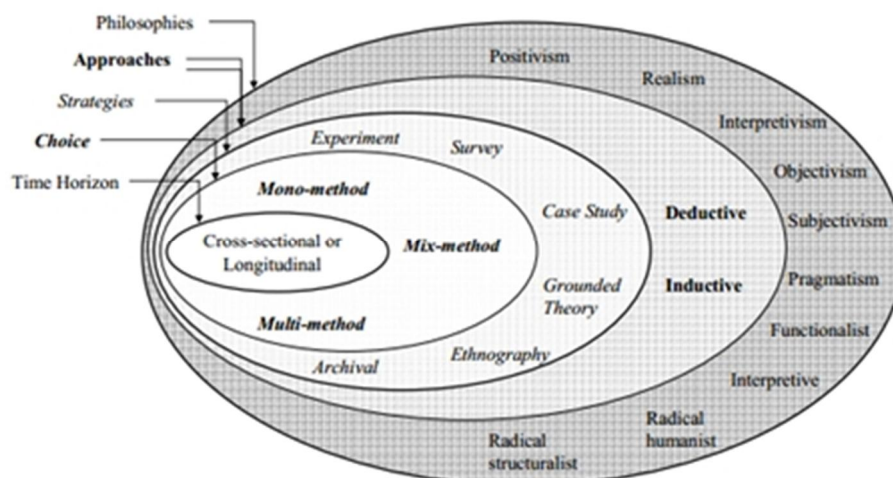 Philosophies
Approaches
Strategies
Choice
Time Horizon
Positivism
Realism
Interpretivism
Objectivism
Subjectivism
Pragmatism
Functionalist
Interpretive
Radical
humanist
Radical
structuralist
Deductive
Inductive
Experiment
Survey
Case Study
Grounded
Theory
Ethnography
Archival
Mono-method
Mix-method
Multi-method
Cross-sectional or
Longitudinal